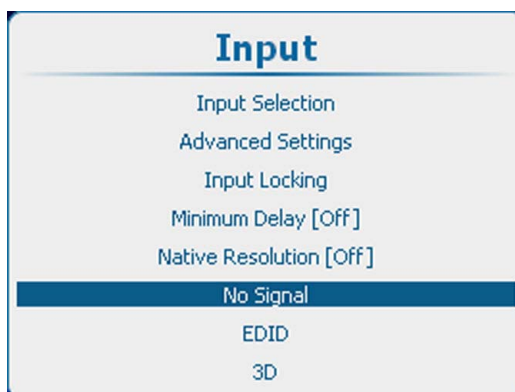 Input
Input Selection
Advanced Settings
Input Locking
Minimum Delay [Off]
Native Resolution [Off]
No Signal
EDID
3D